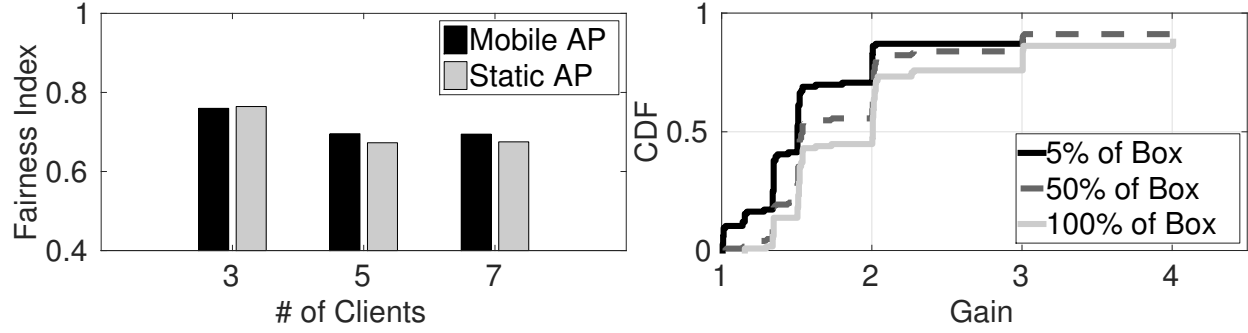 1
0.8
0.6
0.4
Fairness Index
Mobile AP
Static AP
3
5
7
# of Clients
1
0.5
0
CDF
5% of Box
50% of Box
100% of Box
1
2
3
4
Gain